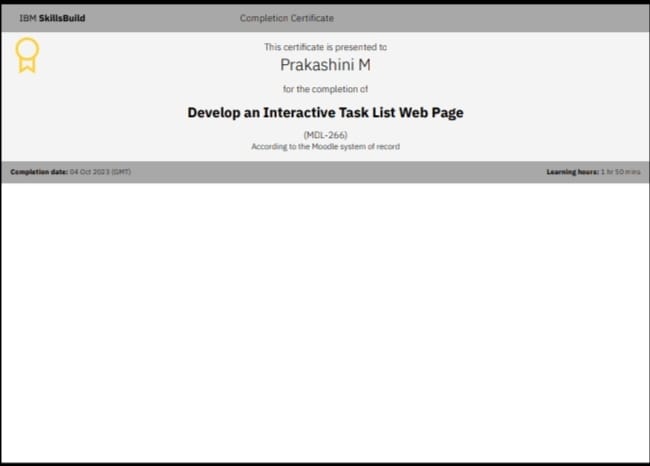 IBM SkillsBuild
Completion Certificate
This certificate is presented to
Prakashini M
for the completion of
Develop an Interactive Task List Web Page
(MDL-266)
According to the Moodle system of record
Completion date: 04 Oct 2023 (GMT)
Learning hours: 1 hr 50 mins